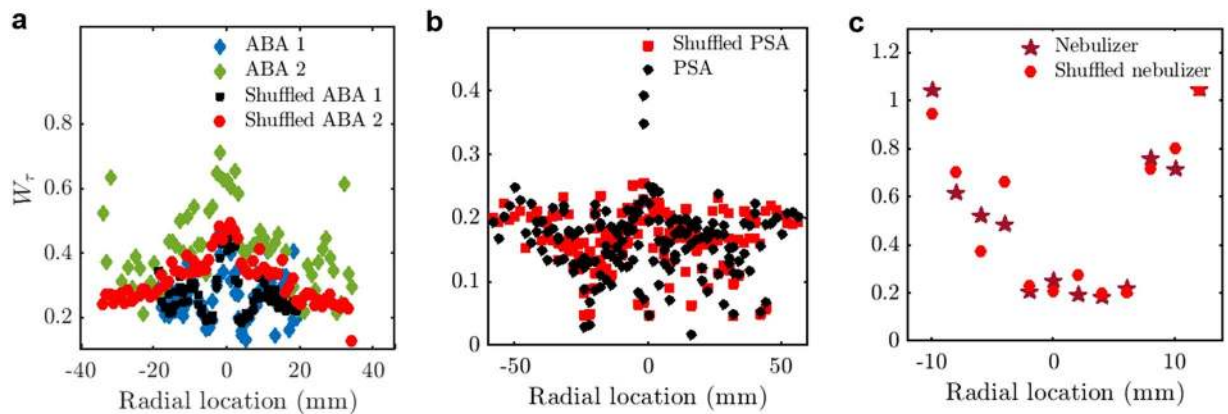 a
ABA 1
ABA 2
Shuffled ABA 1
Shuffled ABA 2
0.8
0.6
0.4
0.2
W_τ
-40 -20 0 20 40
Radial location (mm)
b
Shuffled PSA
PSA
0.4
0.3
0.2
0.1
0
-50 0 50
Radial location (mm)
c
Nebulizer
Shuffled nebulizer
1.2
1
0.8
0.6
0.4
0.2
0
-10 0 10
Radial location (mm)